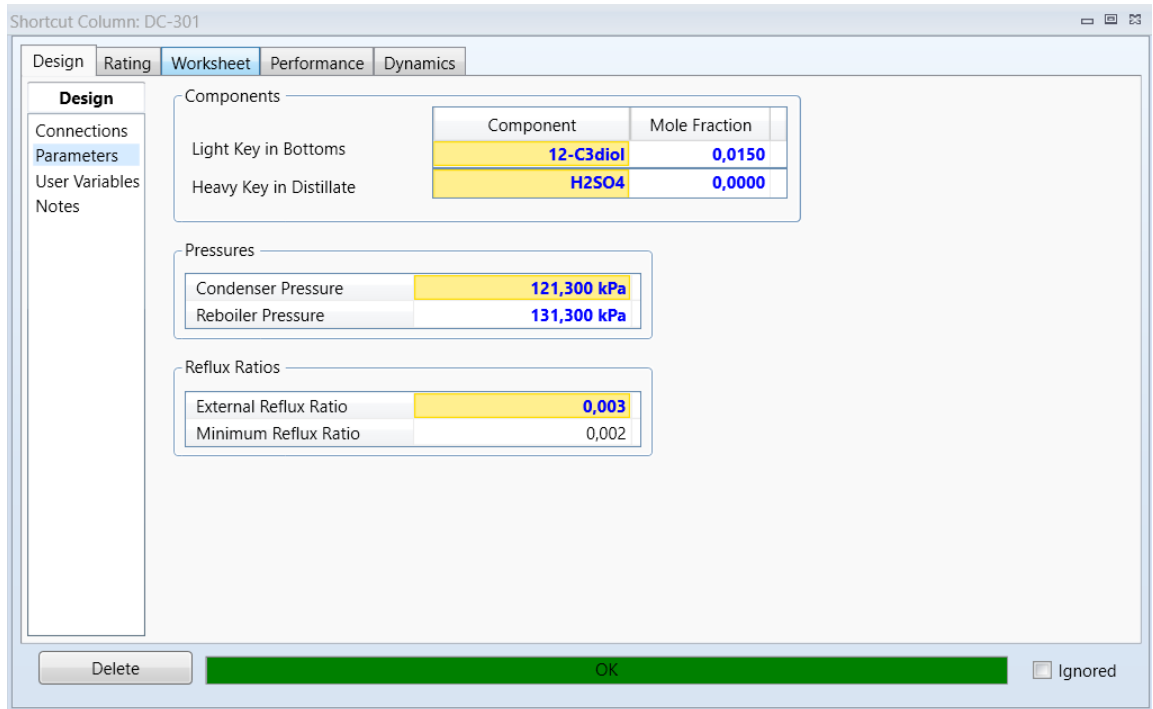 Shortcut Column: DC-301
Design Rating Worksheet Performance Dynamics
Design
Connections
Parameters
User Variables
Notes
Components
Component Mole Fraction
Light Key in Bottoms 12-C3diol 0,0150
Heavy Key in Distillate H2SO4 0,0000
Pressures
Condenser Pressure 121,300 kPa
Reboiler Pressure 131,300 kPa
Reflux Ratios
External Reflux Ratio 0,003
Minimum Reflux Ratio 0,002
Delete OK Ignored